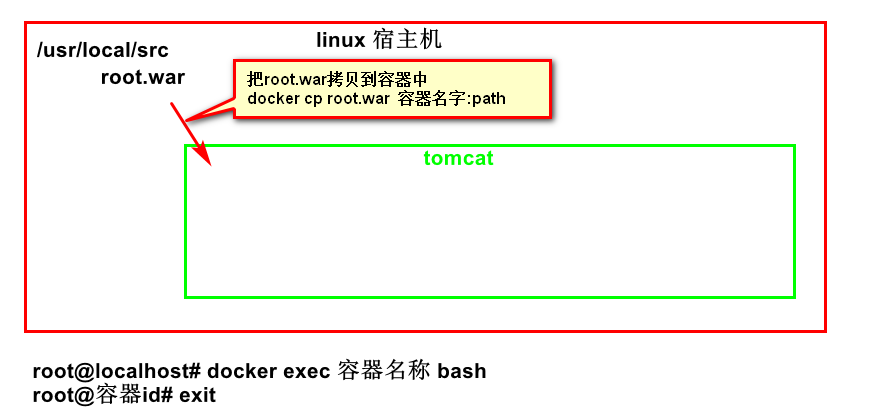 linux 宿主机
/usr/local/src
root.war
把root.war拷贝到容器中
docker cp root.war 容器名字:path
tomcat
root@localhost# docker exec 容器名称 bash
root@容器id# exit